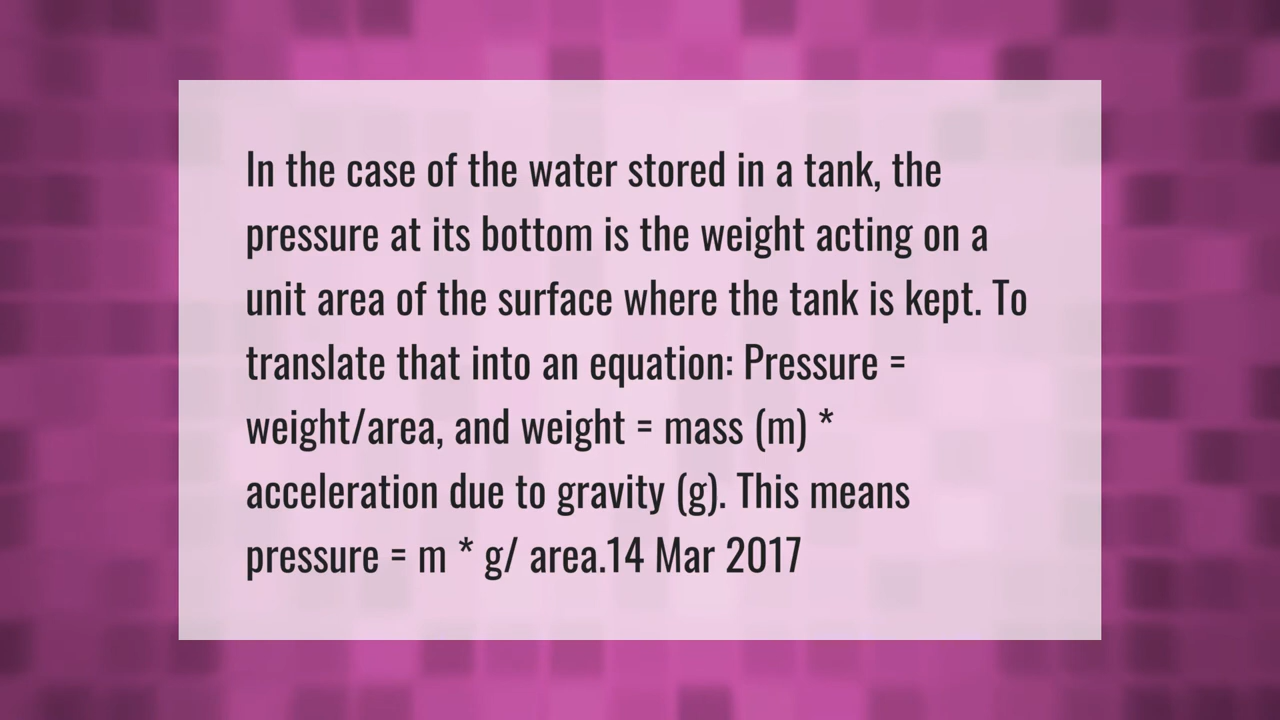 In the case of the water stored in a tank, the
pressure at its bottom is the weight acting on a
unit area of the surface where the tank is kept. To
translate that into an equation: Pressure =
weight/area, and weight = mass (m) *
acceleration due to gravity (g). This means
pressure = m * g/ area.14 Mar 2017